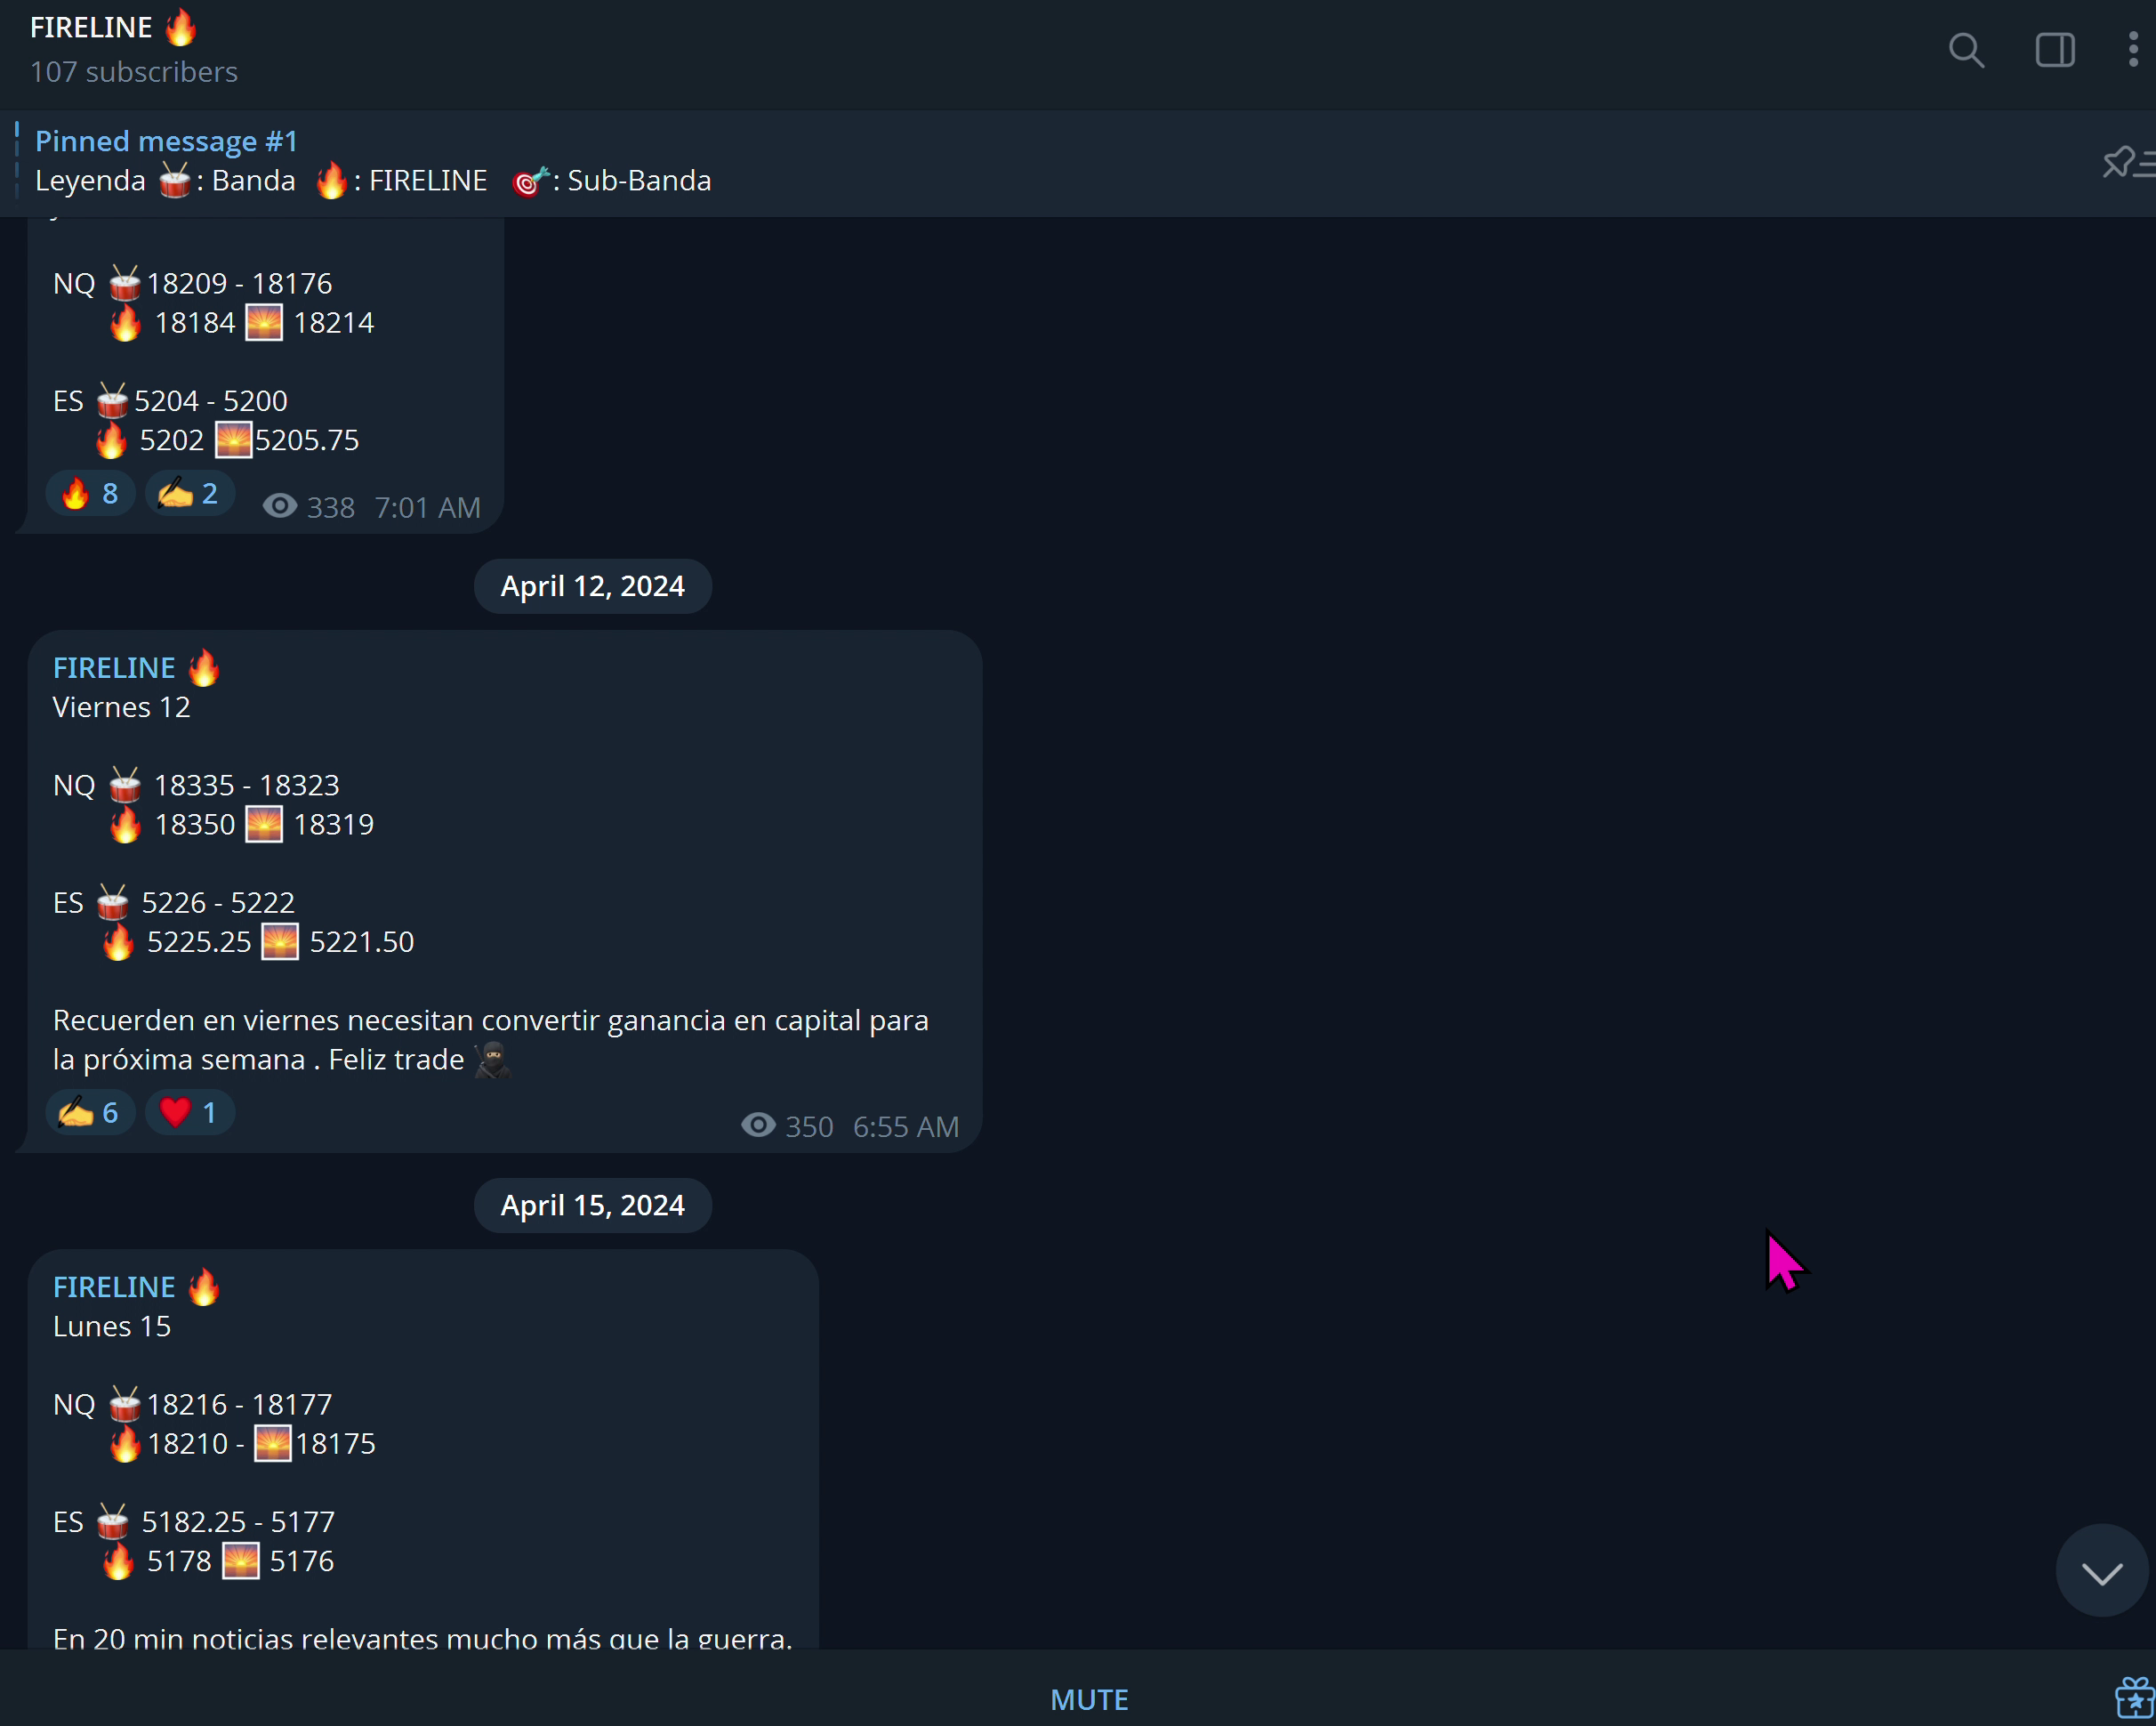 FIRELINE 🔥
107 subscribers
Pinned message #1
Leyenda 🥁: Banda 🔥: FIRELINE 🎯: Sub-Banda
NQ 🥁18209 - 18176
🔥 18184 🌅 18214
ES 🥁5204 - 5200
🔥 5202 🌅5205.75
🔥 8 ✍️ 2 338 7:01 AM
April 12, 2024
FIRELINE 🔥
Viernes 12
NQ 🥁 18335 - 18323
🔥 18350 🌅 18319
ES 🥁 5226 - 5222
🔥 5225.25 🌅 5221.50
Recuerden en viernes necesitan convertir ganancia en capital para
la próxima semana . Feliz trade 🥷
✍️ 6 ❤️ 1 350 6:55 AM
April 15, 2024
FIRELINE 🔥
Lunes 15
NQ 🥁18216 - 18177
🔥18210 - 🌅18175
ES 🥁 5182.25 - 5177
🔥 5178 🌅 5176
En 20 min noticias relevantes mucho más que la guerra.
MUTE